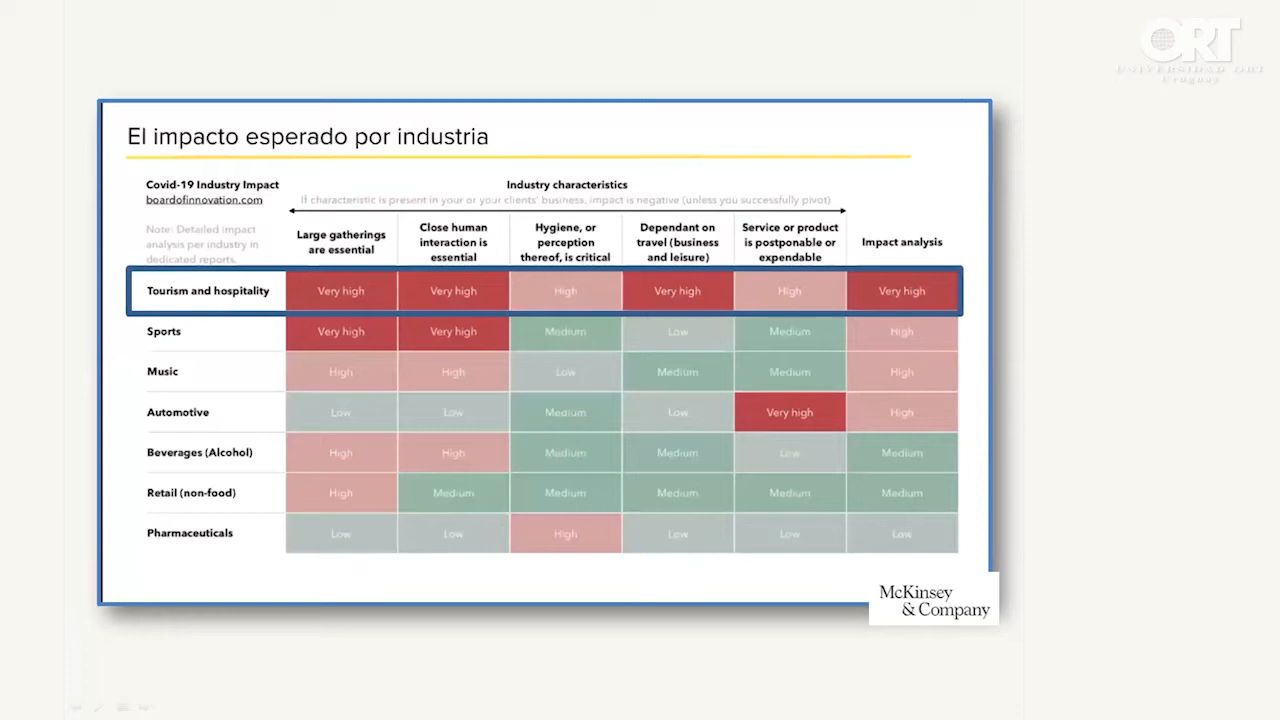 ORT
UNIVERSIDAD ORT
Uruguay
El impacto esperado por industria
Covid-19 Industry Impact
boardofinnovation.com
Note: Detailed impact
analysis per industry in
dedicated reports.
Industry characteristics
If characteristic is present in your or your clients' business, impact is negative (unless you successfully pivot)
Large gatherings
are essential
Close human
interaction is
essential
Hygiene, or
perception
thereof, is critical
Dependant on
travel (business
and leisure)
Service or product
is postponable or
expendable
Impact analysis
Tourism and hospitality Very high Very high High Very high High Very high
Sports Very high Very high Medium Low Medium High
Music High High Low Medium Medium High
Automotive Low Low Medium Low Very high High
Beverages (Alcohol) High High Medium Medium Low Medium
Retail (non-food) High Medium Medium Medium Medium Medium
Pharmaceuticals Low Low High Low Low Low
McKinsey
& Company